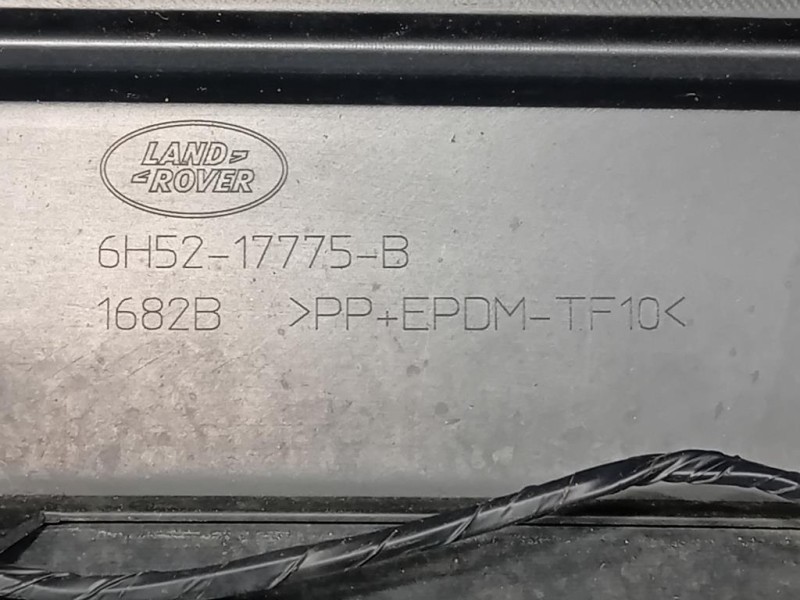 LAND
ROVER
6H52-17775-B
1682B >PP+EPDM-TF10<